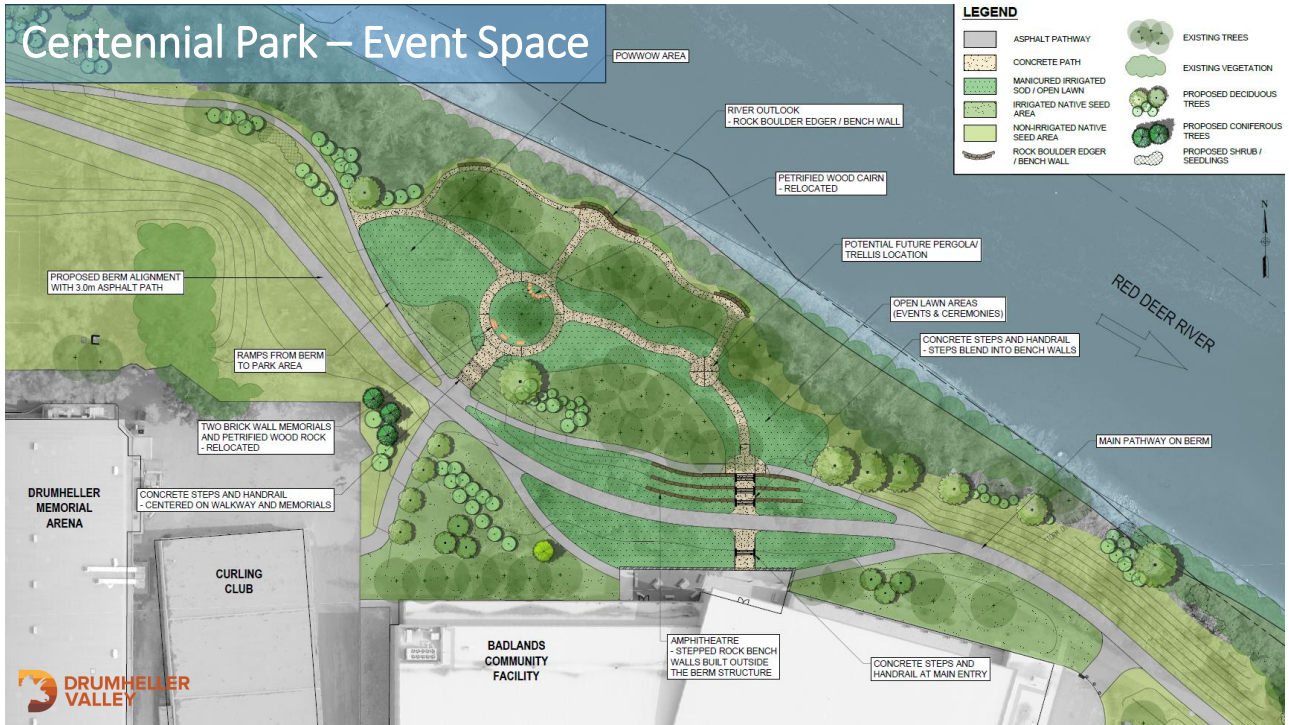 Centennial Park – Event Space
POWWOW AREA
RIVER OUTLOOK
- ROCK BOULDER EDGER / BENCH WALL
PETRIFIED WOOD CAIRN
- RELOCATED
POTENTIAL FUTURE PERGOLA/
TRELLIS LOCATION
OPEN LAWN AREAS
(EVENTS & CEREMONIES)
CONCRETE STEPS AND HANDRAIL
- STEPS BLEND INTO BENCH WALLS
LEGEND
ASPHALT PATHWAY
CONCRETE PATH
MANICURED IRRIGATED
SOD / OPEN LAWN
IRRIGATED NATIVE SEED
AREA
NON-IRRIGATED NATIVE
SEED AREA
ROCK BOULDER EDGER
/ BENCH WALL
EXISTING TREES
EXISTING VEGETATION
PROPOSED DECIDUOUS
TREES
PROPOSED CONIFEROUS
TREES
PROPOSED SHRUB /
SEEDLINGS
N
RED DEER RIVER
PROPOSED BERM ALIGNMENT
WITH 3.0m ASPHALT PATH
RAMPS FROM BERM
TO PARK AREA
TWO BRICK WALL MEMORIALS
AND PETRIFIED WOOD ROCK
- RELOCATED
CONCRETE STEPS AND HANDRAIL
- CENTERED ON WALKWAY AND MEMORIALS
MAIN PATHWAY ON BERM
DRUMHELLER
MEMORIAL
ARENA
CURLING
CLUB
BADLANDS
COMMUNITY
FACILITY
AMPHITHEATRE
- STEPPED ROCK BENCH
WALLS BUILT OUTSIDE
THE BERM STRUCTURE
CONCRETE STEPS AND
HANDRAIL AT MAIN ENTRY
DRUMHELLER
VALLEY